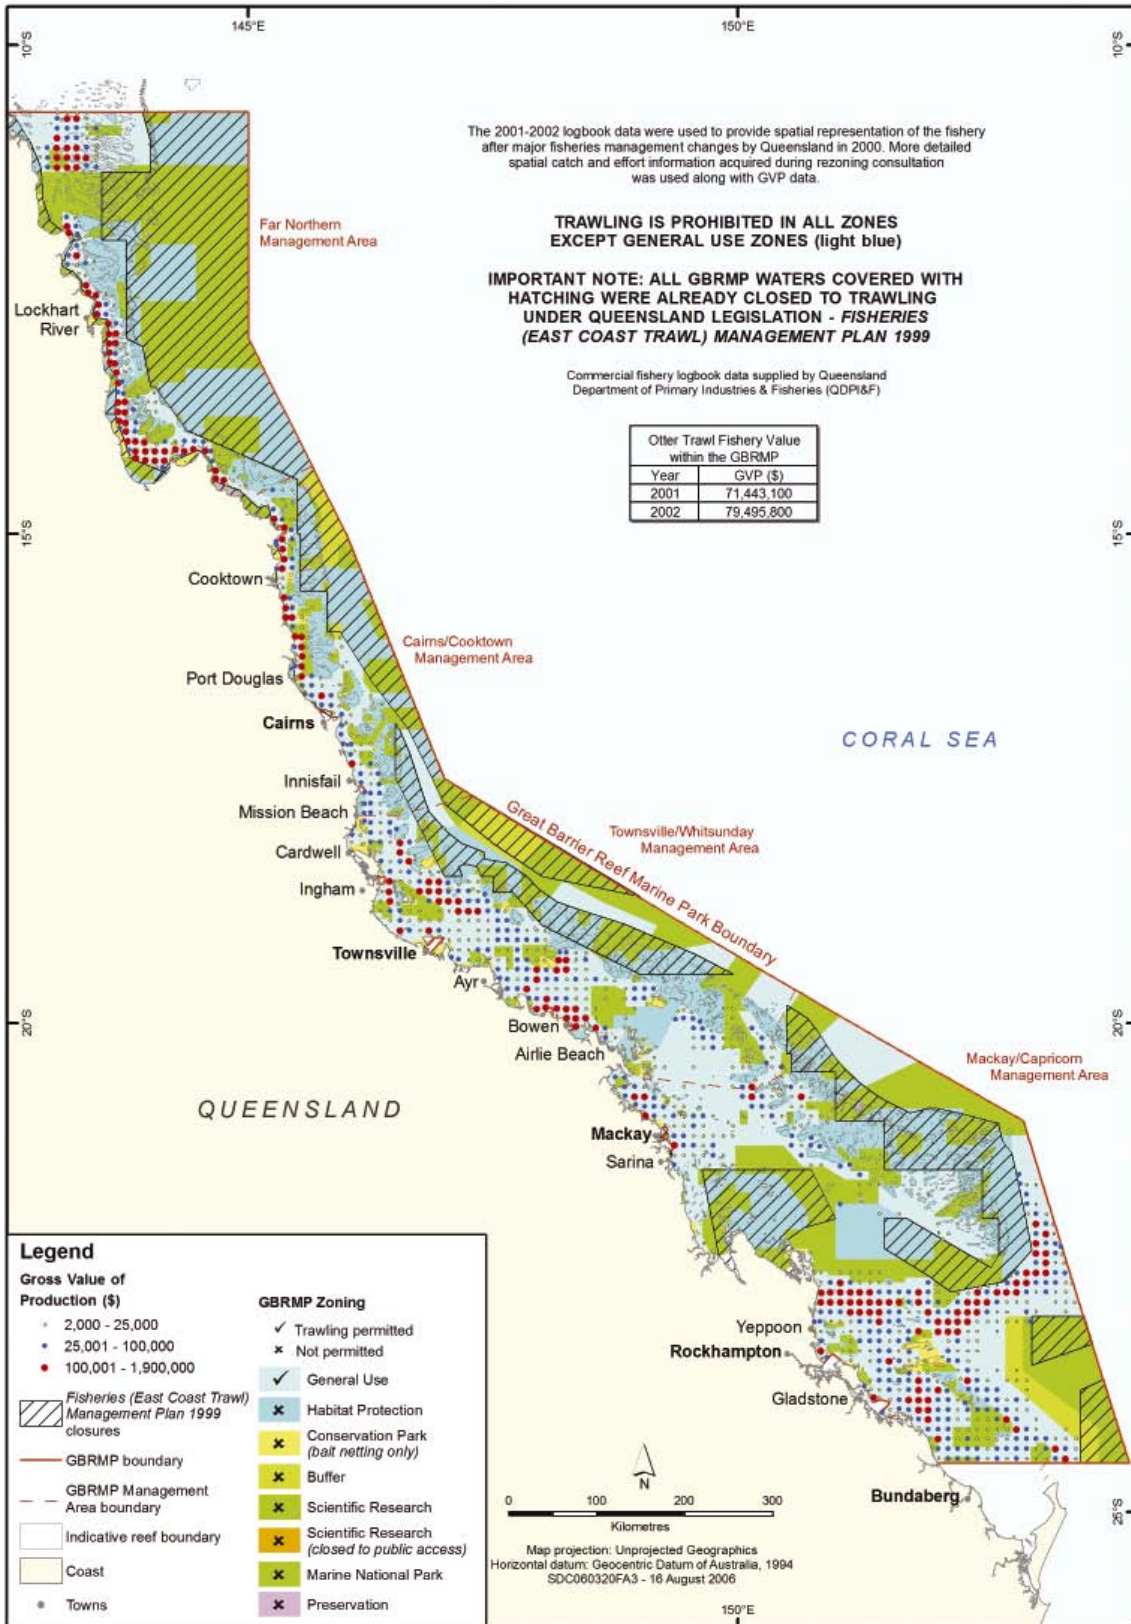 145°E
150°E
10°S
10°S
The 2001-2002 logbook data were used to provide spatial representation of the fishery
after major fisheries management changes by Queensland in 2000. More detailed
spatial catch and effort information acquired during rezoning consultation
was used along with GVP data.
TRAWLING IS PROHIBITED IN ALL ZONES
EXCEPT GENERAL USE ZONES (light blue)
IMPORTANT NOTE: ALL GBRMP WATERS COVERED WITH
HATCHING WERE ALREADY CLOSED TO TRAWLING
UNDER QUEENSLAND LEGISLATION - FISHERIES
(EAST COAST TRAWL) MANAGEMENT PLAN 1999
Commercial fishery logbook data supplied by Queensland
Department of Primary Industries & Fisheries (QDPI&F)
Otter Trawl Fishery Value
within the GBRMP
Year GVP ($)
2001 71,443,100
2002 79,495,800
Far Northern
Management Area
Lockhart
River
15°S
15°S
Cooktown
Cairns/Cooktown
Management Area
Port Douglas
Cairns
CORAL SEA
Innisfail
Mission Beach
Cardwell
Ingham
Great Barrier Reef Marine Park Boundary
Townsville/Whitsunday
Management Area
Townsville
Ayr
20°S
20°S
Bowen
Airlie Beach
Mackay/Capricorn
Management Area
QUEENSLAND
Mackay
Sarina
Yeppoon
Rockhampton
Gladstone
Bundaberg
25°S
Legend
Gross Value of
Production ($)
2,000 - 25,000
25,001 - 100,000
100,001 - 1,900,000
Fisheries (East Coast Trawl)
Management Plan 1999
closures
GBRMP boundary
GBRMP Management
Area boundary
Indicative reef boundary
Coast
Towns
GBRMP Zoning
Trawling permitted
Not permitted
General Use
Habitat Protection
Conservation Park
(bait netting only)
Buffer
Scientific Research
Scientific Research
(closed to public access)
Marine National Park
Preservation
N
0 100 200 300
Kilometres
Map projection: Unprojected Geographics
Horizontal datum: Geocentric Datum of Australia, 1994
SDC060320FA3 - 16 August 2006
150°E